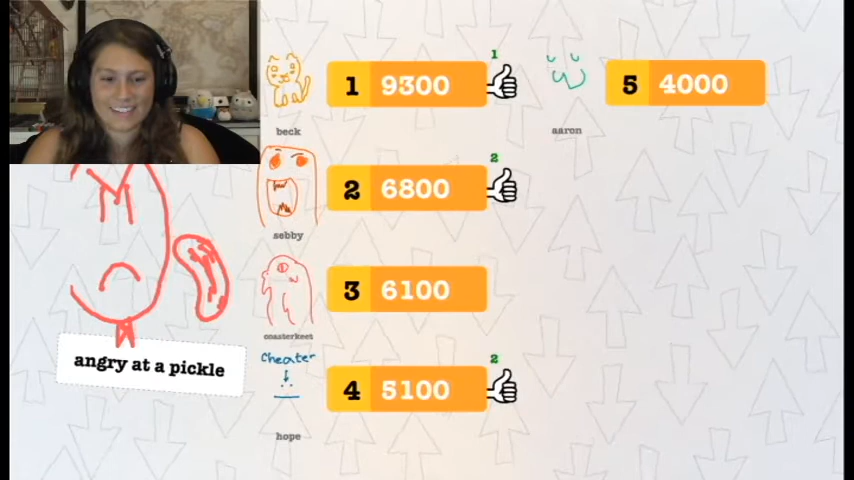 1 9300
1
beck
2 6800
2
sebby
3 6100
coasterkeet
Cheater
4 5100
2
hope
5 4000
aaron
angry at a pickle